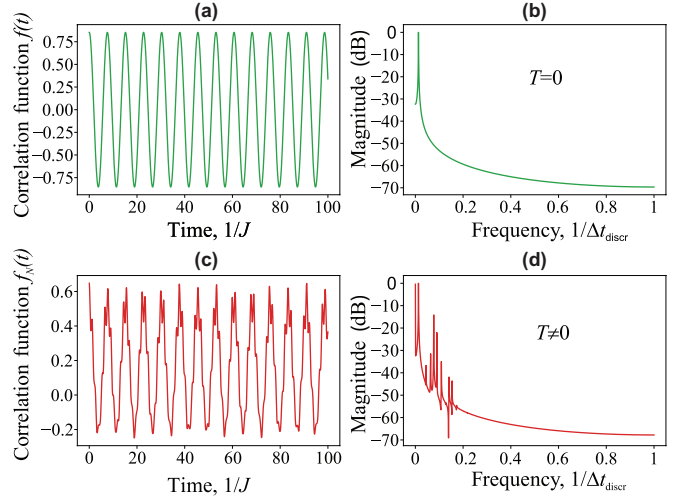 (a)
Correlation function f(t)
0.75
0.50
0.25
0.00
−0.25
−0.50
−0.75
0 20 40 60 80 100
Time, 1/J
(b)
Magnitude (dB)
0
−10
−20
−30
−40
−50
−60
−70
T=0
0 0.2 0.4 0.6 0.8 1
Frequency, 1/Δt_discr
(c)
Correlation function f_N(t)
0.6
0.4
0.2
0.0
−0.2
0 20 40 60 80 100
Time, 1/J
(d)
Magnitude (dB)
0
−10
−20
−30
−40
−50
−60
−70
T≠0
0 0.2 0.4 0.6 0.8 1
Frequency, 1/Δt_discr